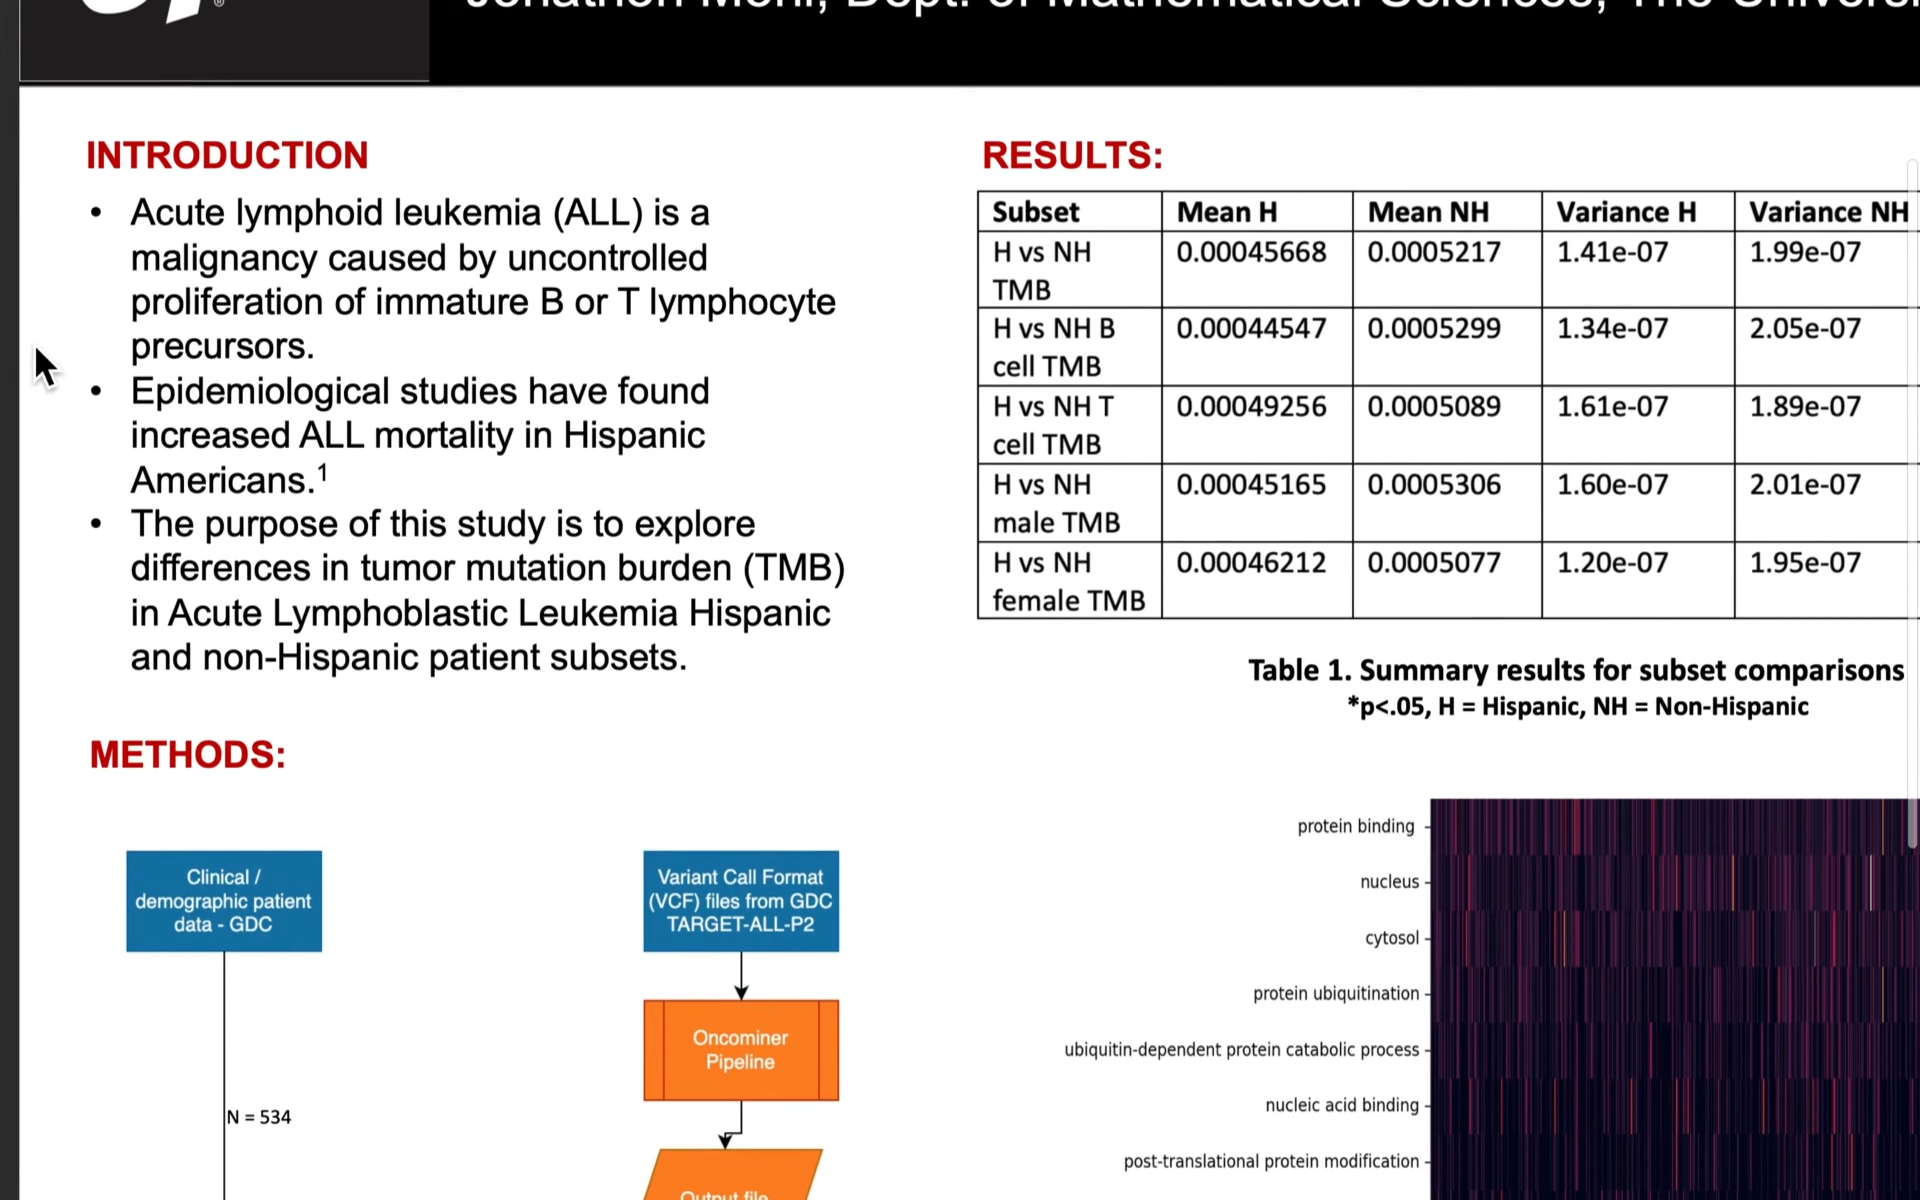 INTRODUCTION
• Acute lymphoid leukemia (ALL) is a
malignancy caused by uncontrolled
proliferation of immature B or T lymphocyte
precursors.
• Epidemiological studies have found
increased ALL mortality in Hispanic
Americans.¹
• The purpose of this study is to explore
differences in tumor mutation burden (TMB)
in Acute Lymphoblastic Leukemia Hispanic
and non-Hispanic patient subsets.
METHODS:
Clinical /
demographic patient
data - GDC
N = 534
Variant Call Format
(VCF) files from GDC
TARGET-ALL-P2
Oncominer
Pipeline
Output file
RESULTS:
Subset Mean H Mean NH Variance H Variance NH
H vs NH 0.00045668 0.0005217 1.41e-07 1.99e-07
TMB
H vs NH B 0.00044547 0.0005299 1.34e-07 2.05e-07
cell TMB
H vs NH T 0.00049256 0.0005089 1.61e-07 1.89e-07
cell TMB
H vs NH 0.00045165 0.0005306 1.60e-07 2.01e-07
male TMB
H vs NH 0.00046212 0.0005077 1.20e-07 1.95e-07
female TMB
Table 1. Summary results for subset comparisons
*p<.05, H = Hispanic, NH = Non-Hispanic
protein binding
nucleus
cytosol
protein ubiquitination
ubiquitin-dependent protein catabolic process
nucleic acid binding
post-translational protein modification